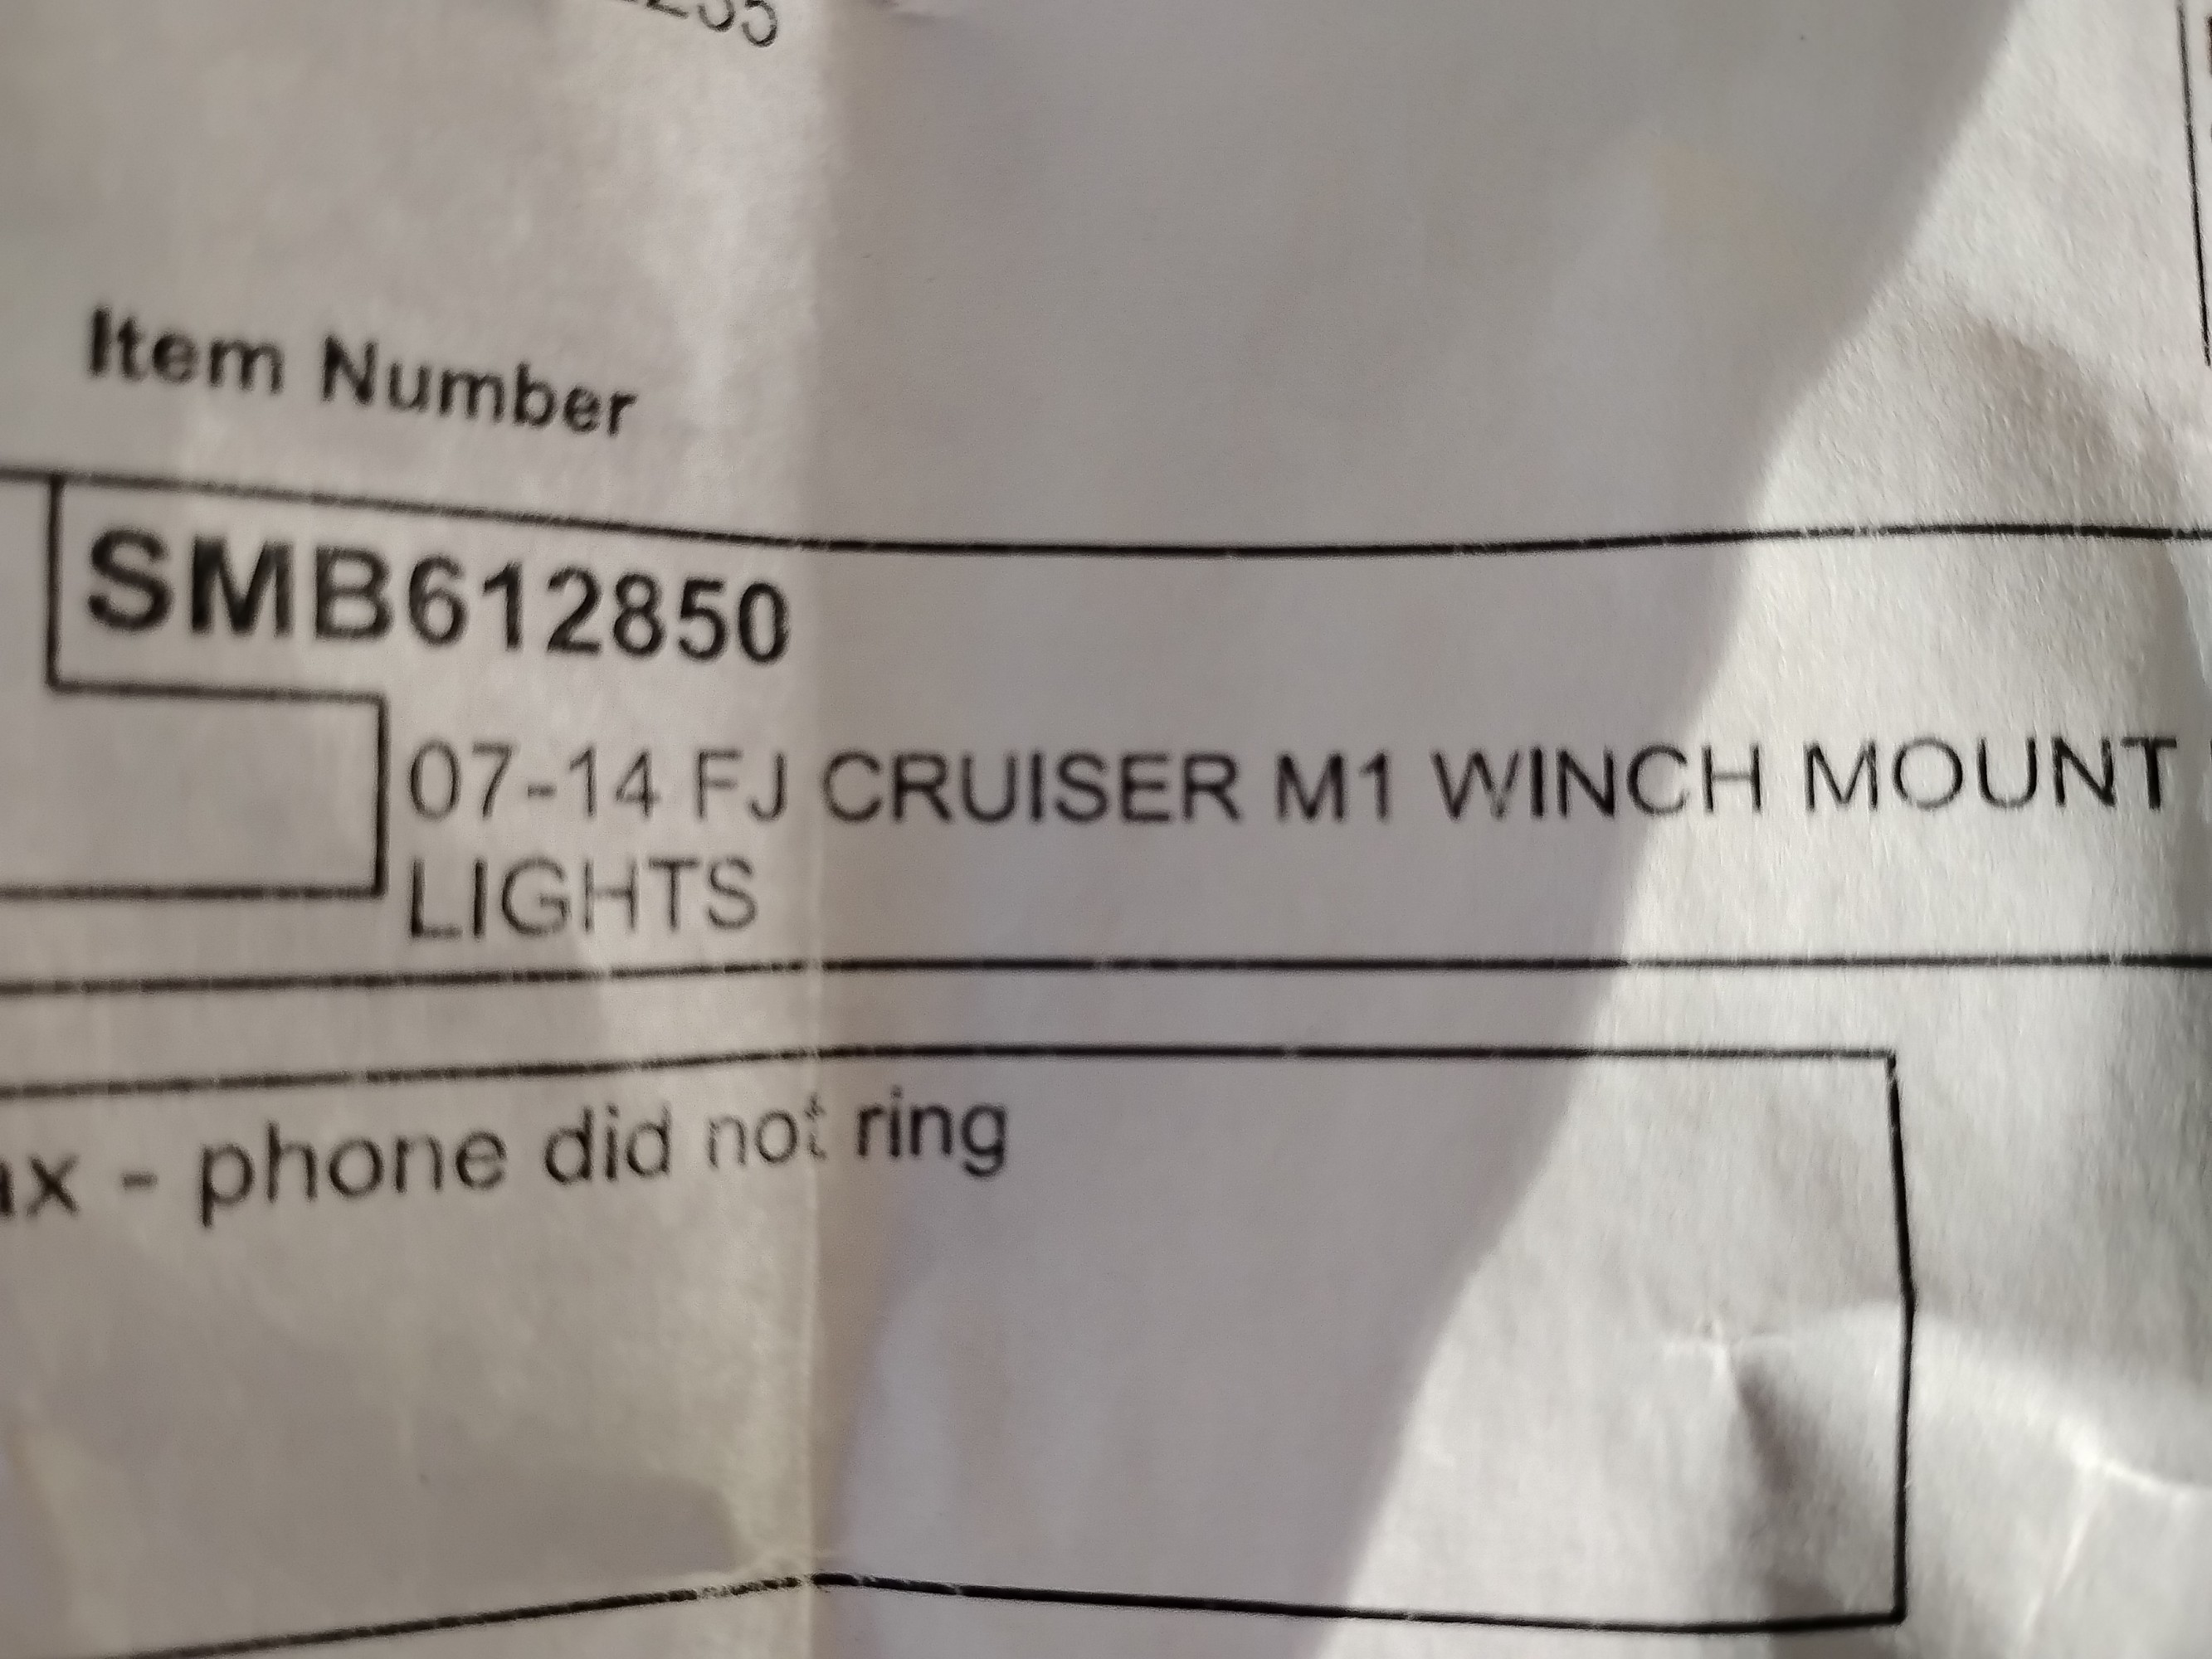 Item Number
SMB612850
07-14 FJ CRUISER M1 WINCH MOUNT
LIGHTS
- phone did not ring